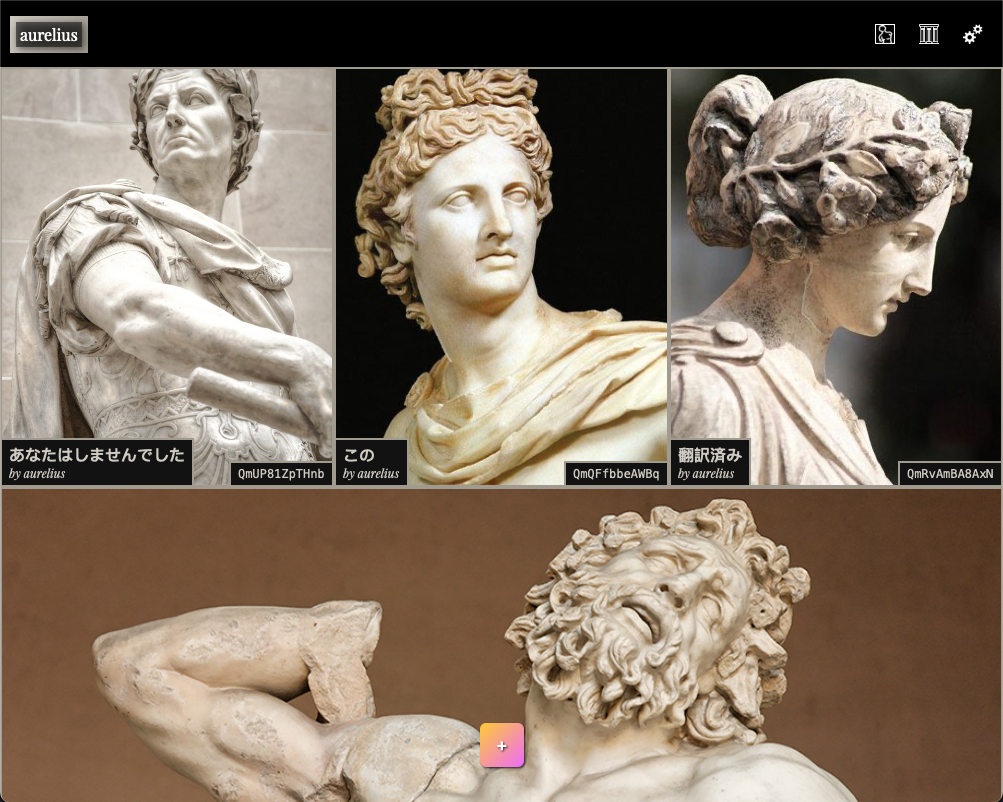 aurelius
あなたはしませんでした
by aurelius
QmUP81ZpTHnb
この
by aurelius
QmQFfbbeAWBq
翻訳済み
by aurelius
QmRvAmBA8AxN
+